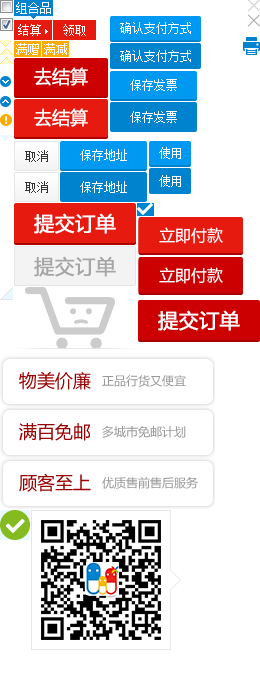 组合品
结算 领取 确认支付方式
满赠 满减 确认支付方式
去结算 保存发票
去结算 保存发票
取消 保存地址 使用
取消 保存地址 使用
提交订单
立即付款
提交订单
立即付款
提交订单
物美价廉 正品行货又便宜
满百免邮 多城市免邮计划
顾客至上 优质售前售后服务